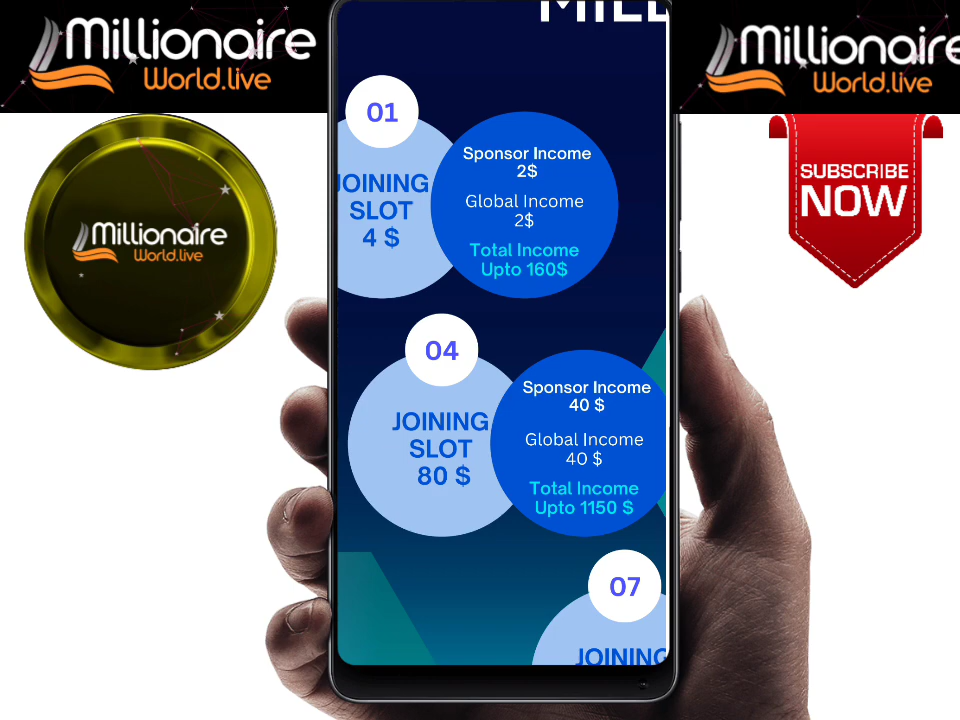 Millionaire
World.live
Millionaire
World.live
Millionaire
World.live
SUBSCRIBE
NOW
01
JOINING
SLOT
4 $
Sponsor Income
2$
Global Income
2$
Total Income
Upto 160$
04
JOINING
SLOT
80 $
Sponsor Income
40 $
Global Income
40 $
Total Income
Upto 1150 $
07
JOINING